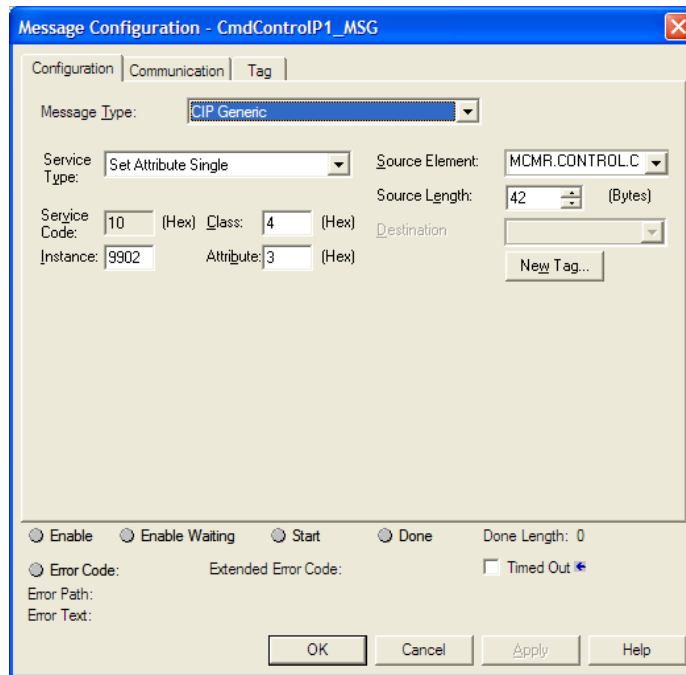 Message Configuration - CmdControlP1_MSG
Configuration Communication Tag
Message Type: CIP Generic
Service Type: Set Attribute Single
Source Element: MCMR.CONTROL.C
Source Length: 42 (Bytes)
Service Code: 10 (Hex) Class: 4 (Hex)
Destination
Instance: 9902 Attribute: 3 (Hex)
New Tag...
Enable Enable Waiting Start Done Done Length: 0
Error Code: Extended Error Code: Timed Out
Error Path:
Error Text:
OK Cancel Apply Help